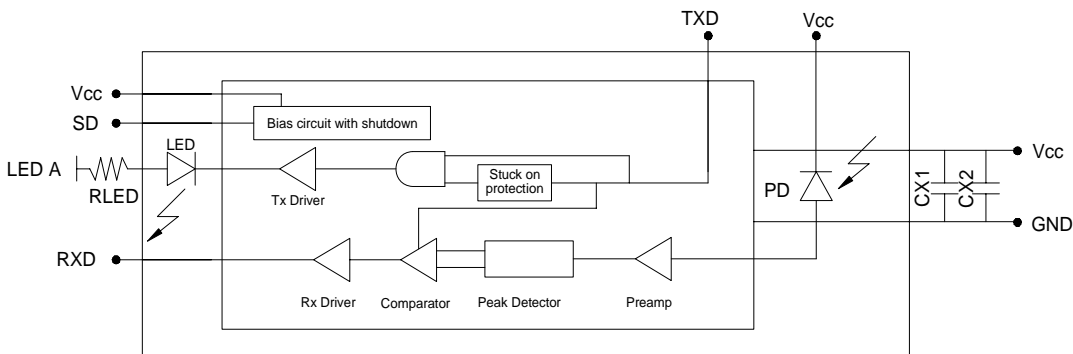 TXD
Vcc
Vcc
SD
Bias circuit with shutdown
LED
LED A
RLED
Tx Driver
Stuck on
protection
PD
CX1
CX2
Vcc
GND
RXD
Rx Driver
Comparator
Peak Detector
Preamp